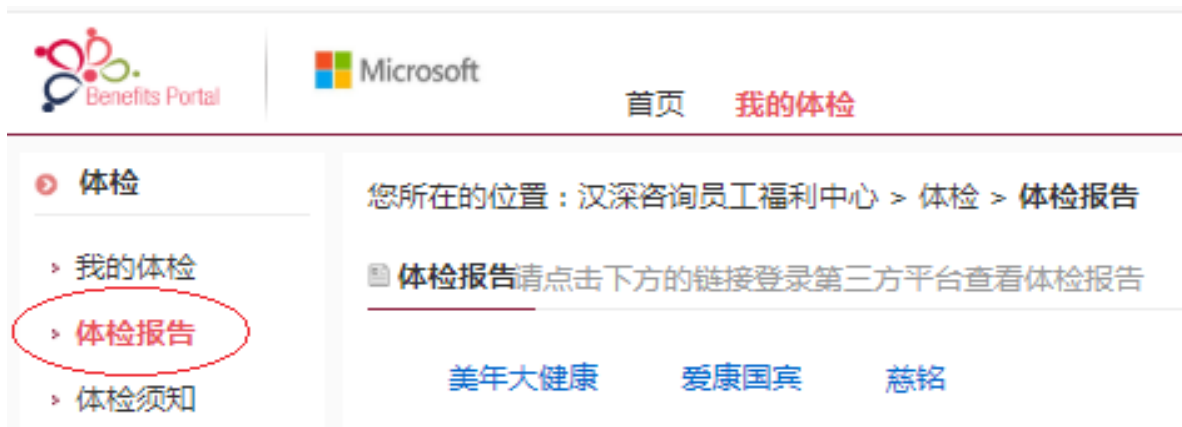 Benefits Portal
Microsoft
首页 我的体检
体检
您所在的位置：汉深咨询员工福利中心 > 体检 > 体检报告
我的体检
体检报告
体检须知
体检报告请点击下方的链接登录第三方平台查看体检报告
美年大健康 爱康国宾 慈铭